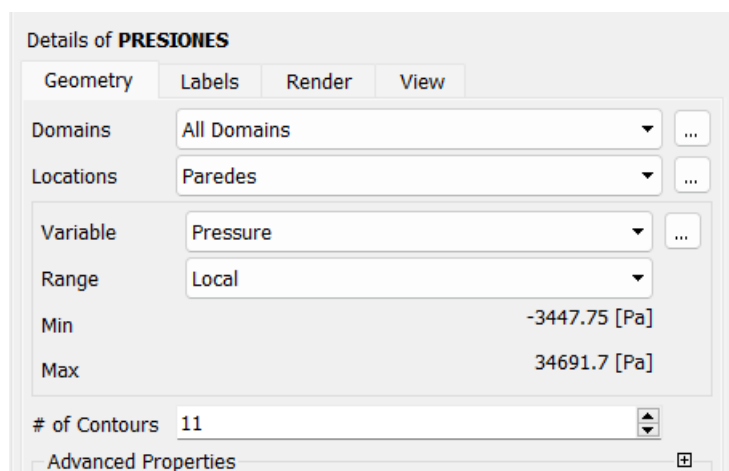 Details of PRESIONES
Geometry Labels Render View
Domains All Domains ...
Locations Paredes ...
Variable Pressure ...
Range Local
Min -3447.75 [Pa]
Max 34691.7 [Pa]
# of Contours 11
Advanced Properties